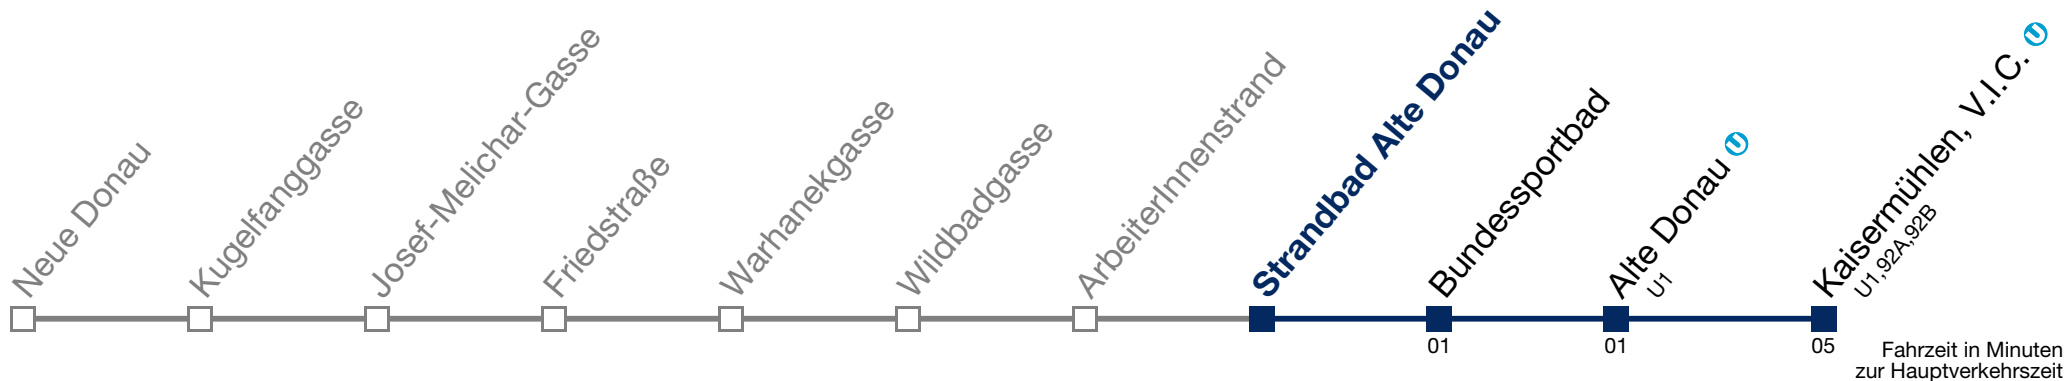 Neue Donau
Kugelfanggasse
Josef-Melichar-Gasse
Friedstraße
Warhanekgasse
Wildbadgasse
ArbeiterInnenstrand
Strandbad Alte Donau
Bundessportbad
01
Alte Donau U
U1
01
Kaisermühlen, V.I.C. U
U1,92A,92B
05
Fahrzeit in Minuten
zur Hauptverkehrszeit